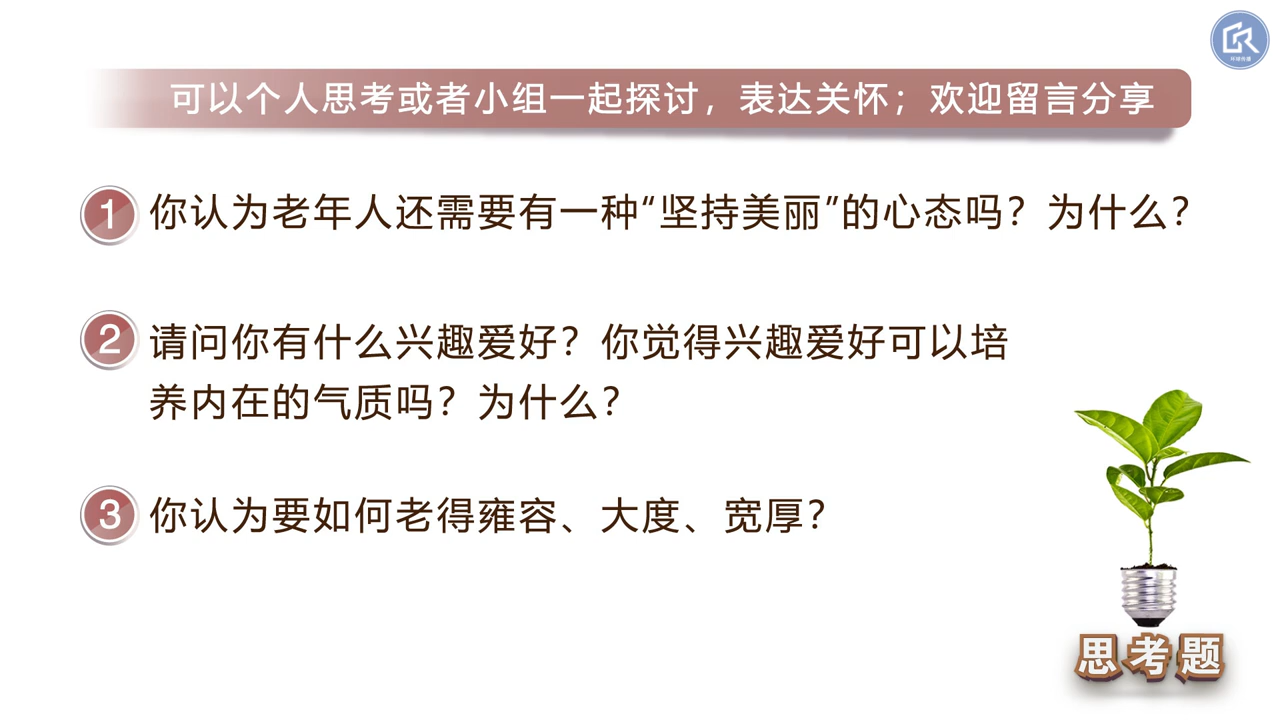 环球传播
可以个人思考或者小组一起探讨，表达关怀；欢迎留言分享
1 你认为老年人还需要有一种“坚持美丽”的心态吗？为什么？
2 请问你有什么兴趣爱好？你觉得兴趣爱好可以培
养内在的气质吗？为什么？
3 你认为要如何老得雍容、大度、宽厚？
思考题